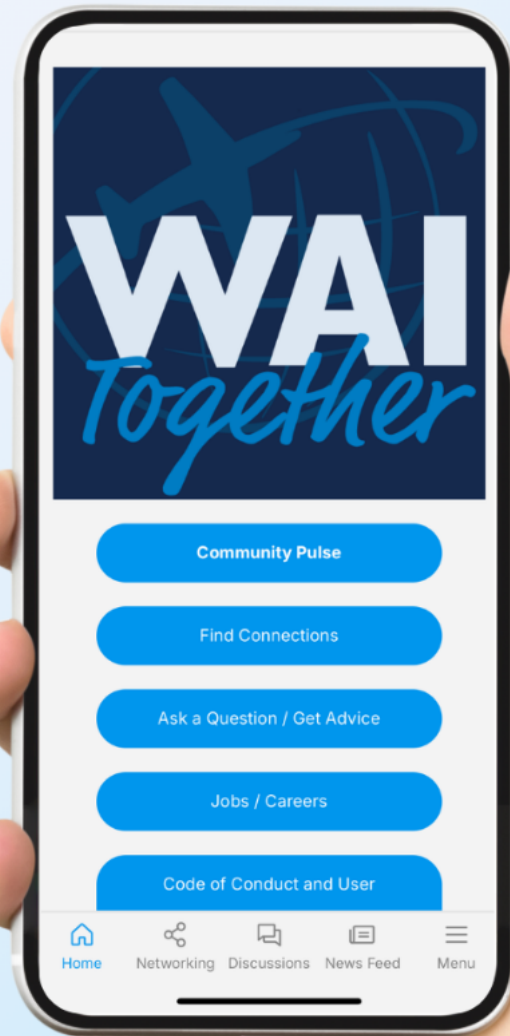 WAI
Together
Community Pulse
Find Connections
Ask a Question / Get Advice
Jobs / Careers
Code of Conduct and User
Home
Networking
Discussions
News Feed
Menu